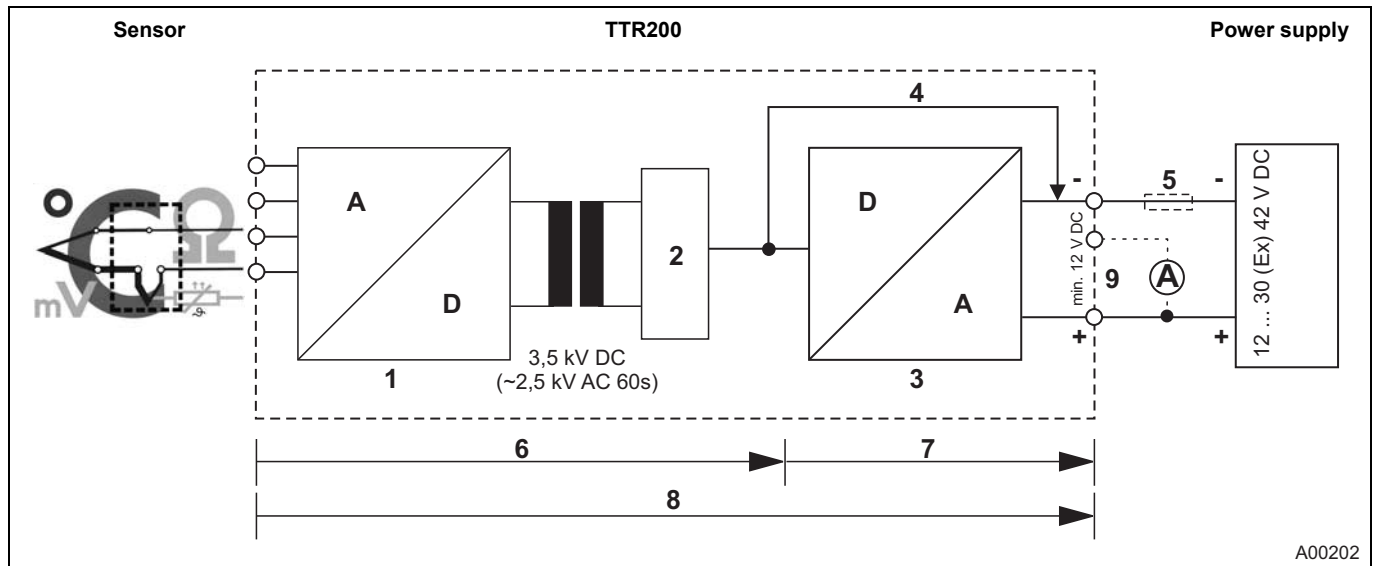 Sensor
TTR200
Power supply
4
°C
Ω
mV
ϑ
A
D
1
3,5 kV DC
(~2,5 kV AC 60s)
2
D
A
3
-
+
min. 12 V DC
9
5
A
-
+
12 ... 30 (Ex) 42 V DC
6
7
8
A00202